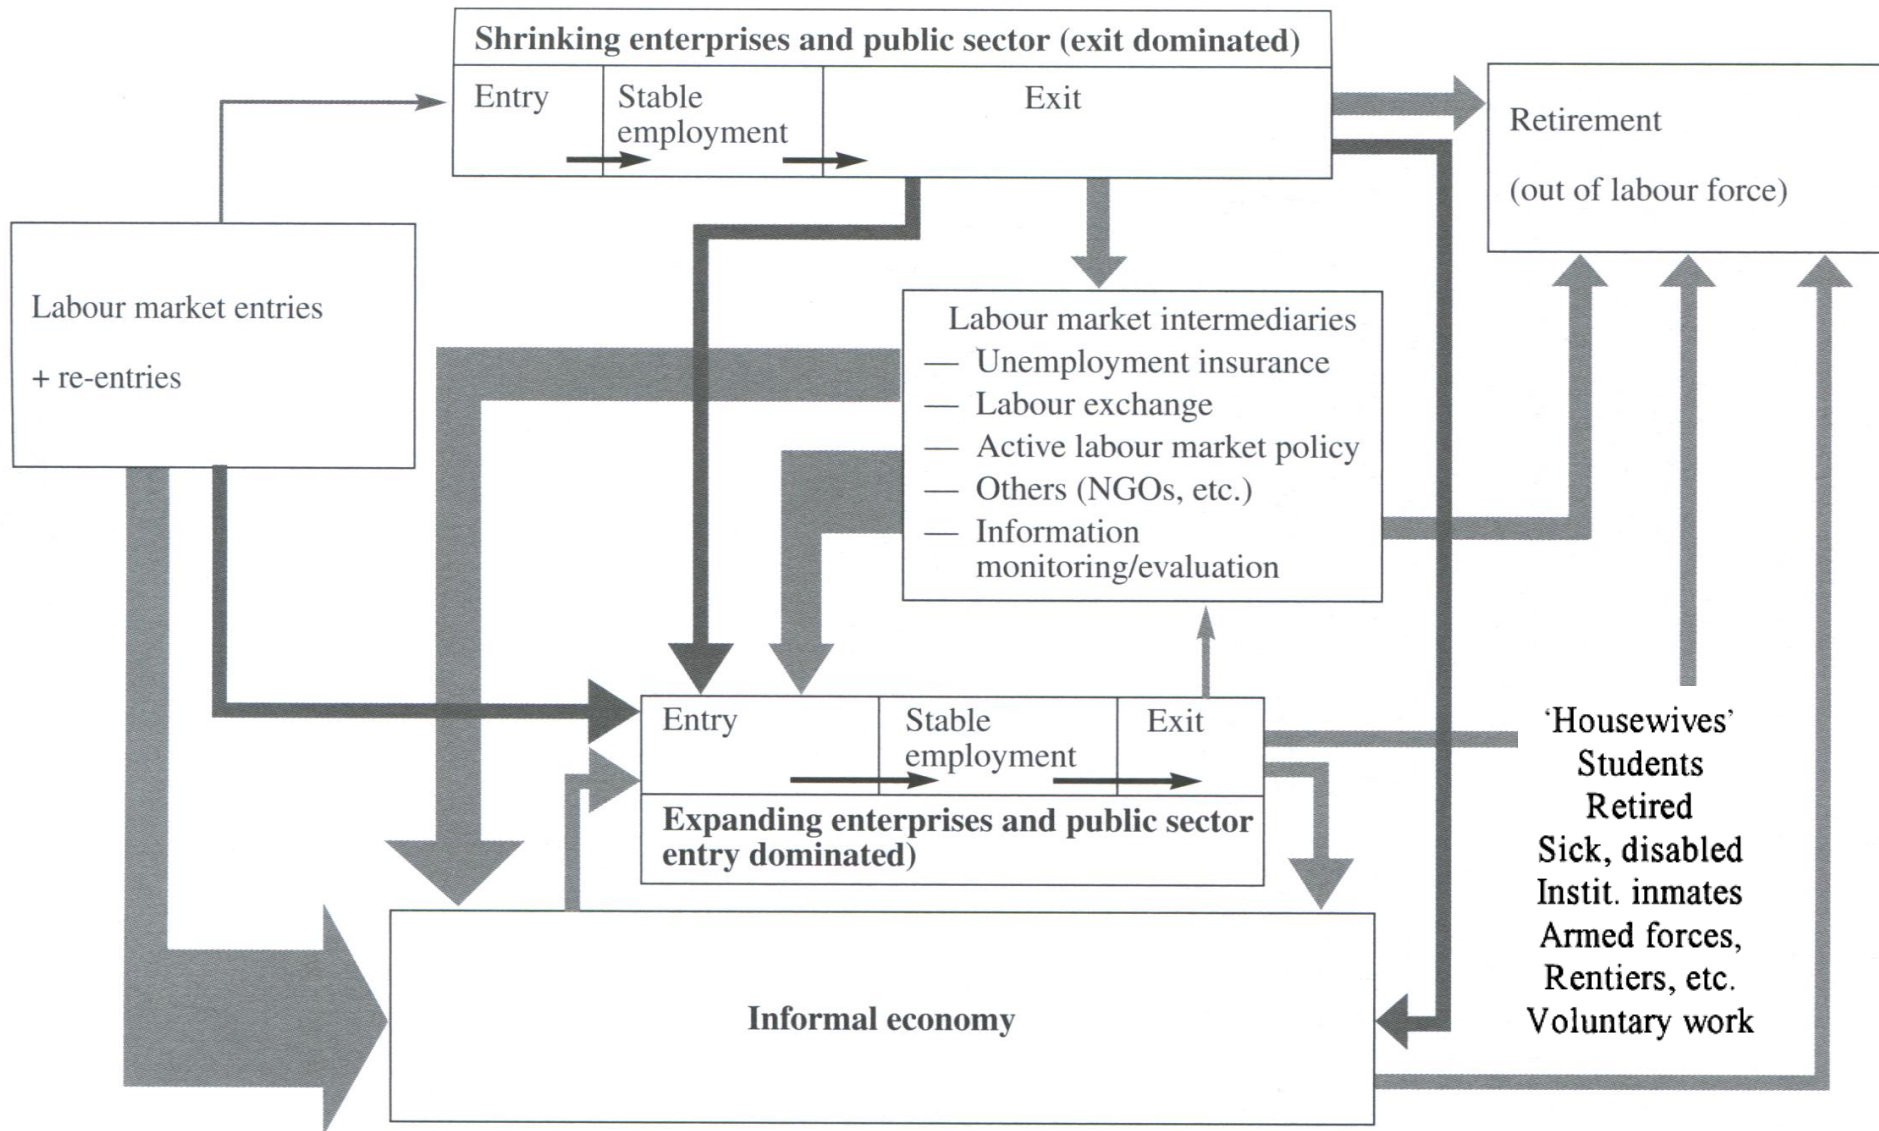 Shrinking enterprises and public sector (exit dominated)
Entry
Stable
employment
Exit
Retirement
(out of labour force)
Labour market entries
+ re-entries
Labour market intermediaries
— Unemployment insurance
— Labour exchange
— Active labour market policy
— Others (NGOs, etc.)
— Information
monitoring/evaluation
Entry
Stable
employment
Exit
Expanding enterprises and public sector
entry dominated)
‘Housewives’
Students
Retired
Sick, disabled
Instit. inmates
Armed forces,
Rentiers, etc.
Voluntary work
Informal economy